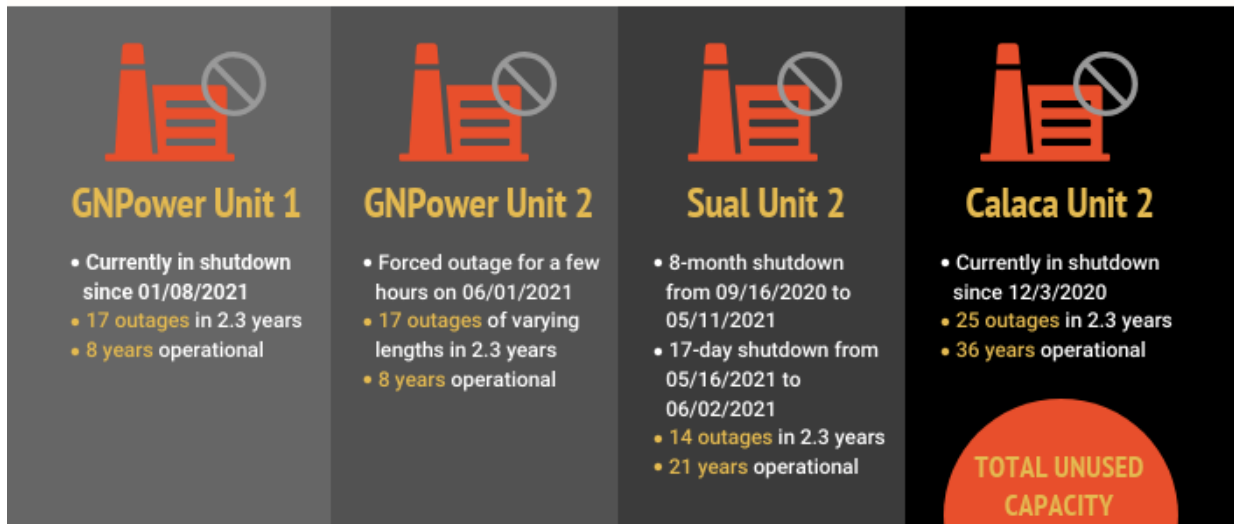 GNPower Unit 1
• Currently in shutdown
since 01/08/2021
• 17 outages in 2.3 years
• 8 years operational
GNPower Unit 2
• Forced outage for a few
hours on 06/01/2021
• 17 outages of varying
lengths in 2.3 years
• 8 years operational
Sual Unit 2
• 8-month shutdown
from 09/16/2020 to
05/11/2021
• 17-day shutdown from
05/16/2021 to
06/02/2021
• 14 outages in 2.3 years
• 21 years operational
Calaca Unit 2
• Currently in shutdown
since 12/3/2020
• 25 outages in 2.3 years
• 36 years operational
TOTAL UNUSED
CAPACITY